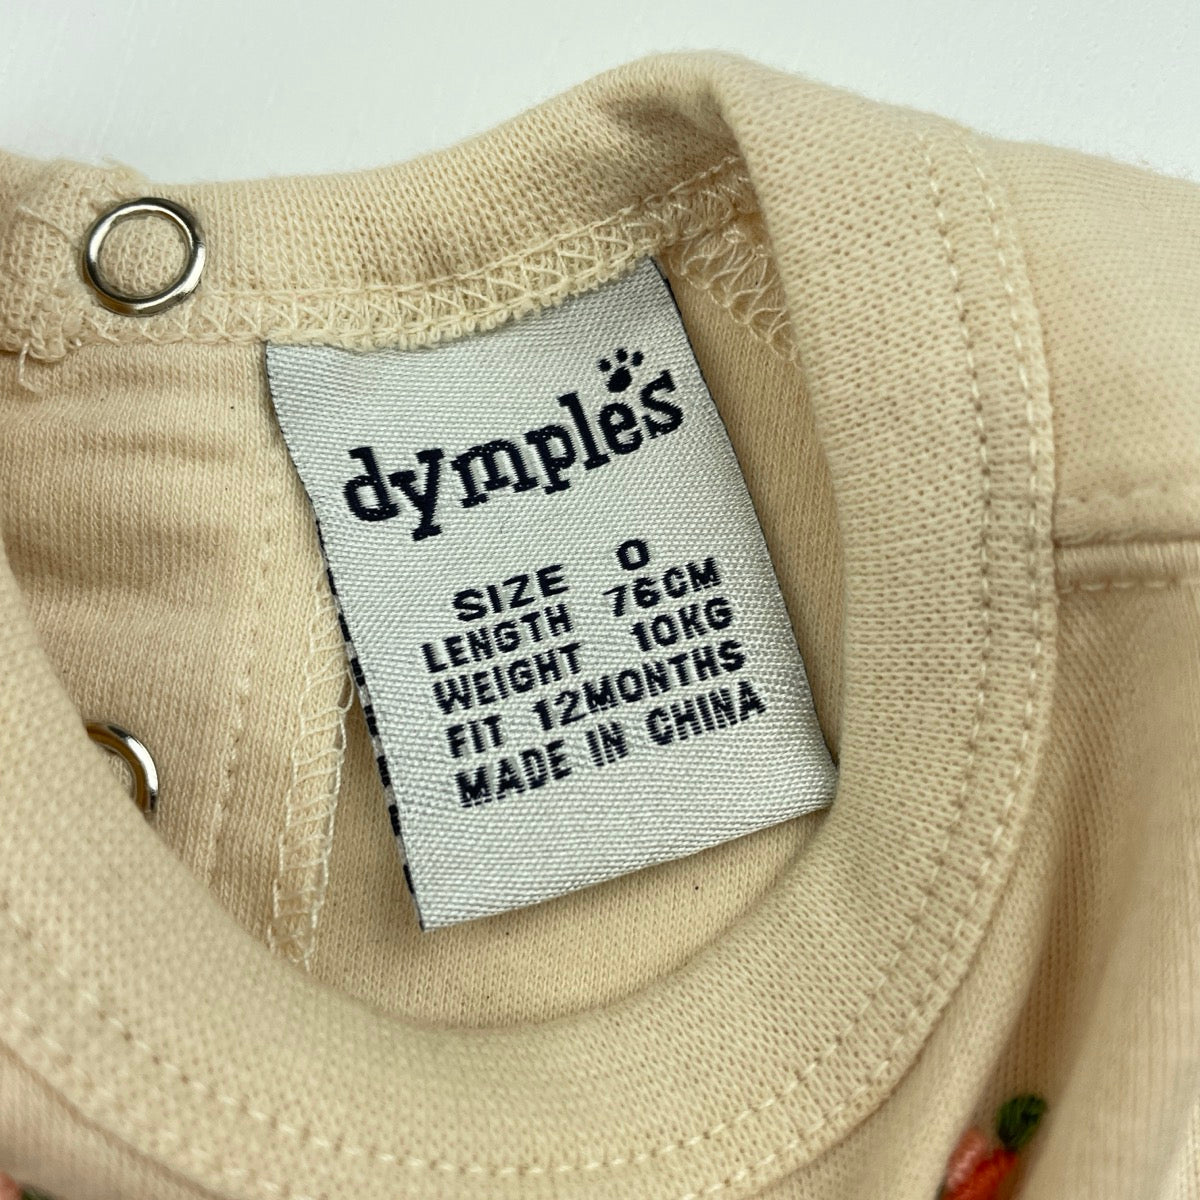 dymples
SIZE 0
LENGTH 76CM
WEIGHT 10KG
FIT 12MONTHS
MADE IN CHINA